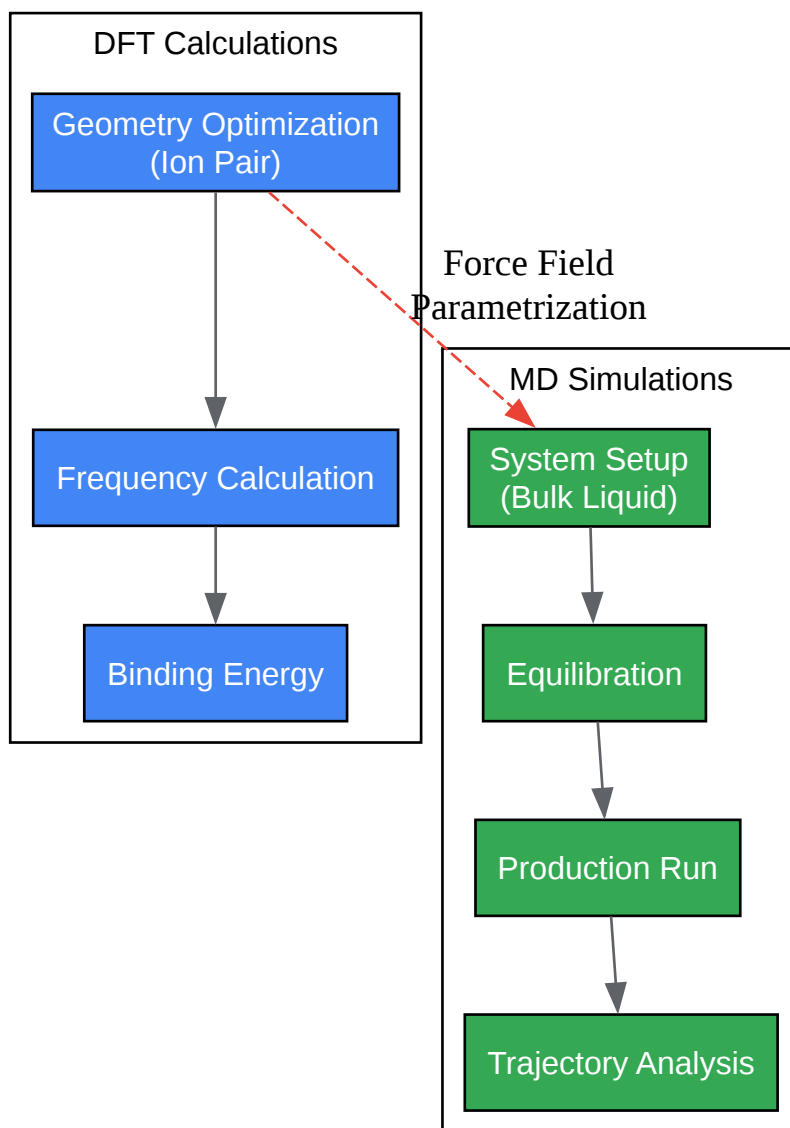 DFT Calculations
Geometry Optimization
(Ion Pair)
Force Field
Parametrization
MD Simulations
Frequency Calculation
System Setup
(Bulk Liquid)
Binding Energy
Equilibration
Production Run
Trajectory Analysis